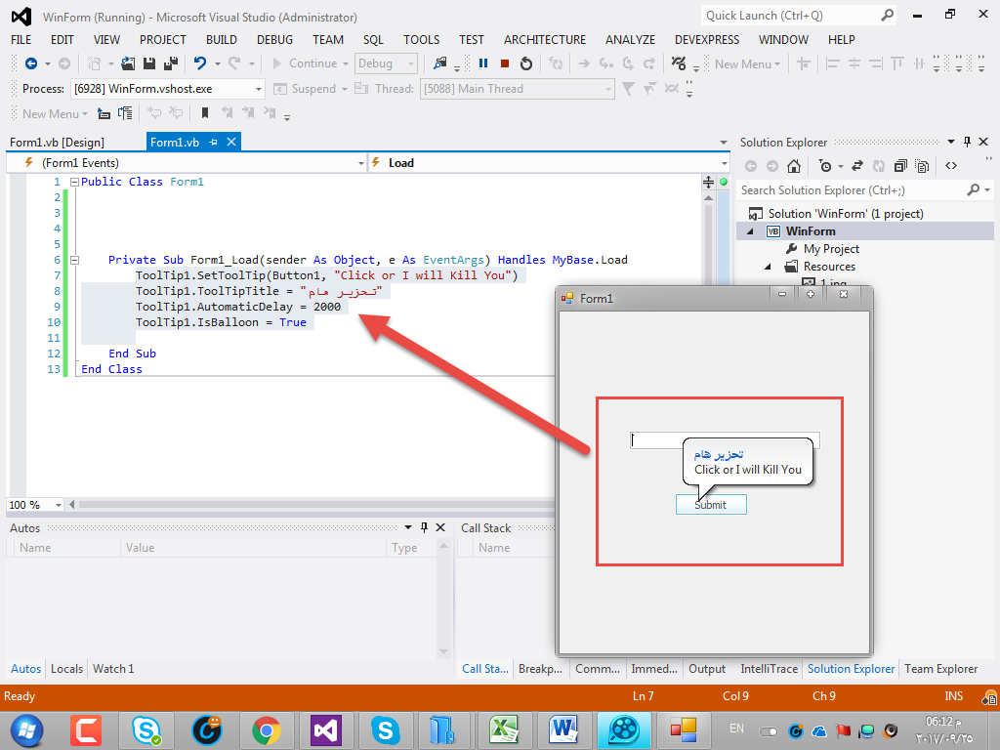 WinForm (Running) - Microsoft Visual Studio (Administrator)
Quick Launch (Ctrl+Q)
FILE EDIT VIEW PROJECT BUILD DEBUG TEAM SQL TOOLS TEST ARCHITECTURE ANALYZE DEVEXPRESS WINDOW HELP
Continue Debug New Menu
Process: [6928] WinForm.vshost.exe Suspend Thread: [5088] Main Thread
New Menu
Form1.vb [Design] Form1.vb
(Form1 Events) Load
1 Public Class Form1
2
3
4
5
6 Private Sub Form1_Load(sender As Object, e As EventArgs) Handles MyBase.Load
7 ToolTip1.SetToolTip(Button1, "Click or I will Kill You")
8 ToolTip1.ToolTipTitle = "تحزير هام"
9 ToolTip1.AutomaticDelay = 2000
10 ToolTip1.IsBalloon = True
11
12 End Sub
13 End Class
100 %
Solution Explorer
Search Solution Explorer (Ctrl+;)
Solution 'WinForm' (1 project)
VB WinForm
My Project
Resources
1.jpg
Form1
تحزير هام
Click or I will Kill You
Submit
Autos
Name Value Type
Call Stack
Name
Autos Locals Watch 1
Call Sta... Breakp... Comm... Immed... Output IntelliTrace Solution Explorer Team Explorer
Ready Ln 7 Col 9 Ch 9 INS
EN
06:12 م
٢٠١٧/٠٩/٢٥